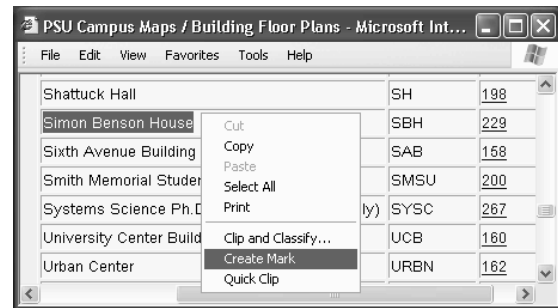 PSU Campus Maps / Building Floor Plans - Microsoft Int...
File Edit View Favorites Tools Help
Shattuck Hall SH 198
Simon Benson House SBH 229
Cut
Sixth Avenue Building SAB 158
Copy
Paste
Smith Memorial Studer SMSU 200
Select All
Systems Science Ph.D ly) SYSC 267
Print
University Center Build UCB 160
Clip and Classify...
Create Mark
Urban Center URBN 162
Quick Clip